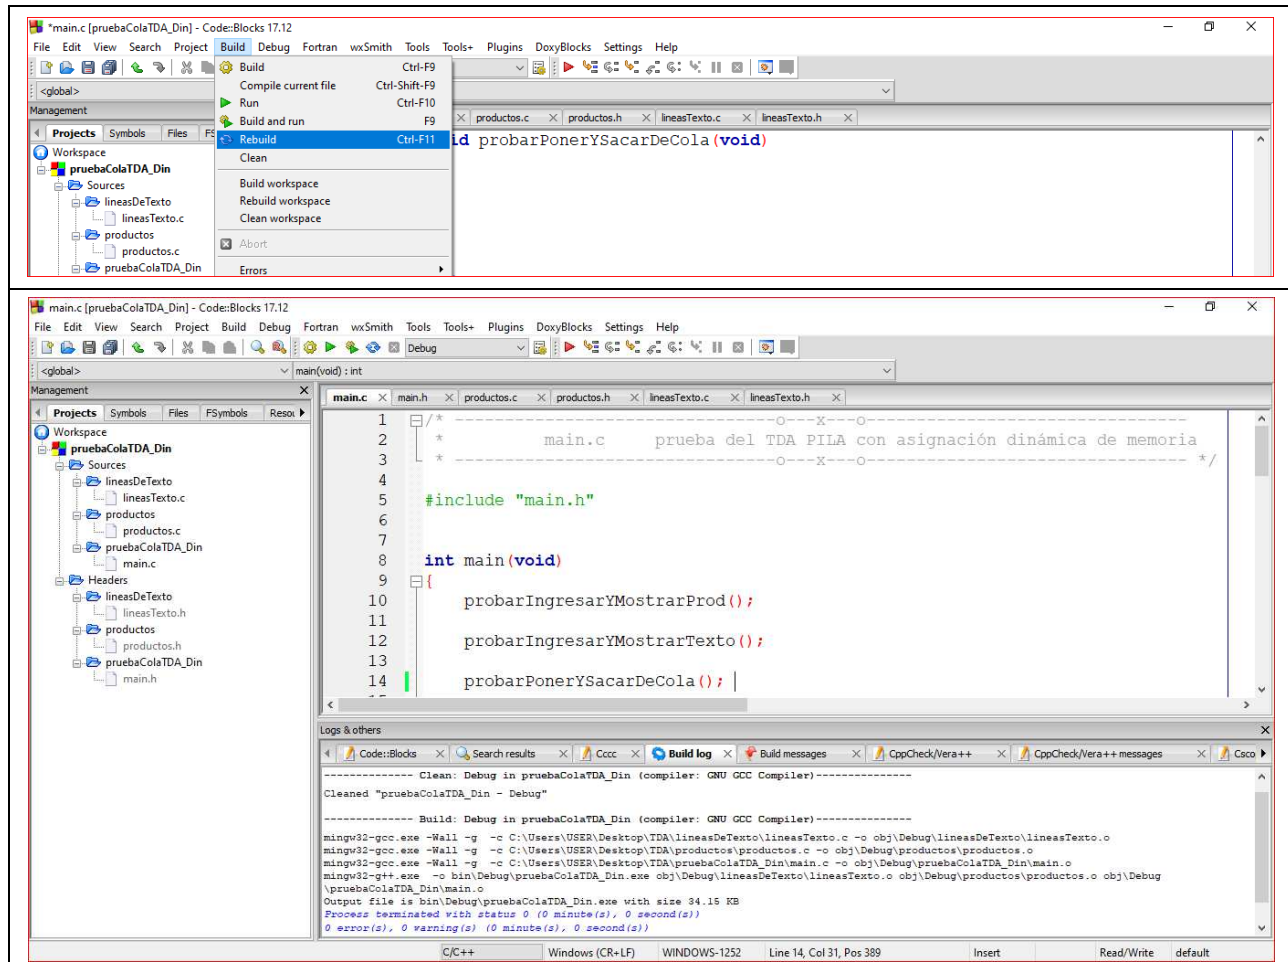 *main.c [pruebaColaTDA_Din] - Code::Blocks 17.12
File Edit View Search Project Build Debug Fortran wxSmith Tools Tools+ Plugins DoxyBlocks Settings Help
<global>
Management
Projects Symbols Files FS
productos.c productos.h lineasTexto.c lineasTexto.h
Build Ctrl-F9
Compile current file Ctrl-Shift-F9
Run Ctrl-F10
Build and run F9
Rebuild Ctrl-F11
Clean
Build workspace
Rebuild workspace
Clean workspace
Abort
Errors
id probarPonerYSacarDeCola(void)
Workspace
pruebaColaTDA_Din
Sources
lineasDeTexto
lineasTexto.c
productos
productos.c
pruebaColaTDA_Din
main.c [pruebaColaTDA_Din] - Code::Blocks 17.12
File Edit View Search Project Build Debug Fortran wxSmith Tools Tools+ Plugins DoxyBlocks Settings Help
Debug
<global> main(void) : int
Management
Projects Symbols Files FSymbols Resou
Workspace
pruebaColaTDA_Din
Sources
lineasDeTexto
lineasTexto.c
productos
productos.c
pruebaColaTDA_Din
main.c
Headers
lineasDeTexto
lineasTexto.h
productos
productos.h
pruebaColaTDA_Din
main.h
main.c main.h productos.c productos.h lineasTexto.c lineasTexto.h
1 /* --------------------------------o---x---o--------------------------------
2 * main.c prueba del TDA PILA con asignación dinámica de memoria
3 * --------------------------------o---x---o-------------------------------- */
4
5 #include "main.h"
6
7
8 int main(void)
9 {
10 probarIngresarYMostrarProd();
11
12 probarIngresarYMostrarTexto();
13
14 probarPonerYSacarDeCola();
Logs & others
Code::Blocks Search results Cccc Build log Build messages CppCheck/Vera++ CppCheck/Vera++ messages Csco
-------------- Clean: Debug in pruebaColaTDA_Din (compiler: GNU GCC Compiler)---------------
Cleaned "pruebaColaTDA_Din - Debug"
-------------- Build: Debug in pruebaColaTDA_Din (compiler: GNU GCC Compiler)---------------
mingw32-gcc.exe -Wall -g -c C:\Users\USER\Desktop\TDA\lineasDeTexto\lineasTexto.c -o obj\Debug\lineasDeTexto\lineasTexto.o
mingw32-gcc.exe -Wall -g -c C:\Users\USER\Desktop\TDA\productos\productos.c -o obj\Debug\productos\productos.o
mingw32-gcc.exe -Wall -g -c C:\Users\USER\Desktop\TDA\pruebaColaTDA_Din\main.c -o obj\Debug\pruebaColaTDA_Din\main.o
mingw32-g++.exe -o bin\Debug\pruebaColaTDA_Din.exe obj\Debug\lineasDeTexto\lineasTexto.o obj\Debug\productos\productos.o obj\Debug
\pruebaColaTDA_Din\main.o
Output file is bin\Debug\pruebaColaTDA_Din.exe with size 34.15 KB
Process terminated with status 0 (0 minute(s), 0 second(s))
0 error(s), 0 warning(s) (0 minute(s), 0 second(s))
C/C++ Windows (CR+LF) WINDOWS-1252 Line 14, Col 31, Pos 389 Insert Read/Write default